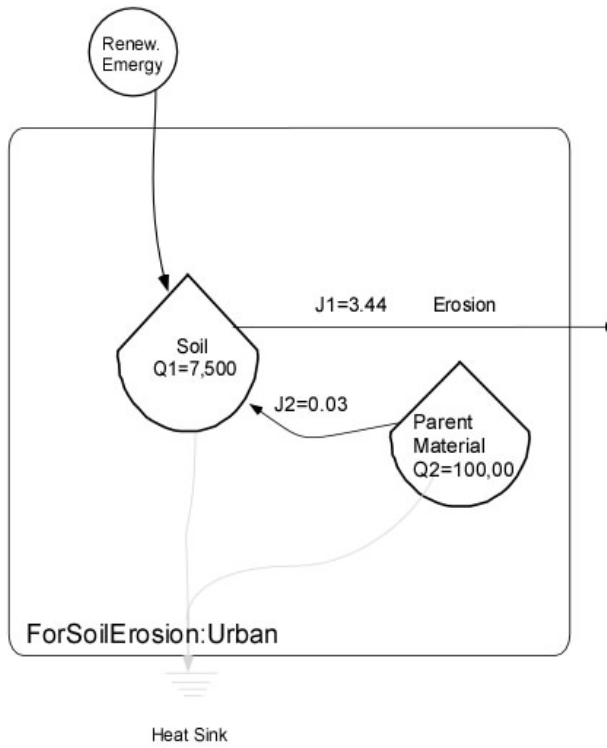 Renew.
Emergy
J1=3.44 Erosion
Soil
Q1=7,500
J2=0.03
Parent
Material
Q2=100,00
ForSoilErosion:Urban
Heat Sink